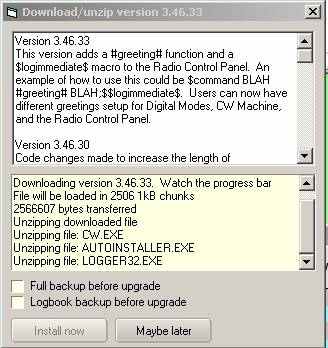 Download/unzip version 3.46.33
Version 3.46.33
This version adds a #greeting# function and a
$logimmediate$ macro to the Radio Control Panel.  An
example of how to use this could be $command BLAH
#greeting# BLAH;$$logimmediate$.  Users can now have
different greetings setup for Digital Modes, CW Machine,
and the Radio Control Panel.
Version 3.46.30
Code changes made to increase the length of
Downloading version 3.46.33.  Watch the progress bar
File will be loaded in 2506 1kB chunks
2566607 bytes transferred
Unzipping downloaded file
Unzipping file: CW.EXE
Unzipping file: AUTOINSTALLER.EXE
Unzipping file: LOGGER32.EXE
Full backup before upgrade
Logbook backup before upgrade
Install now
Maybe later